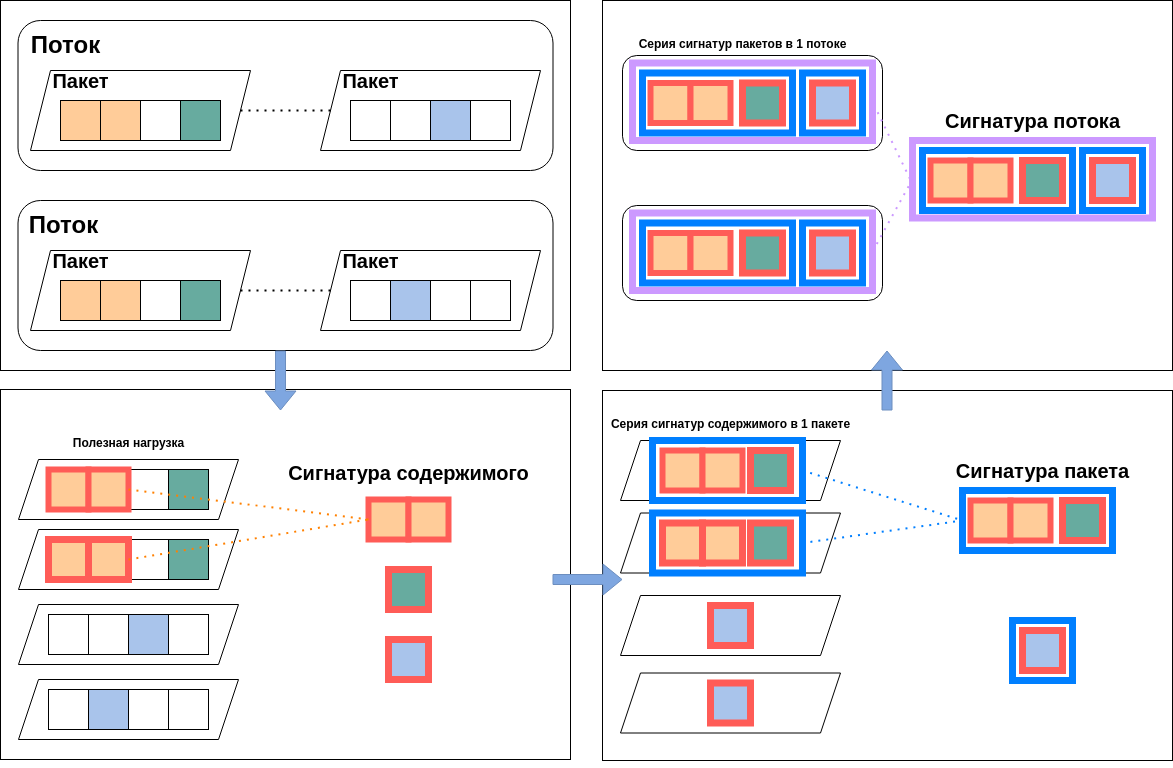 Поток
Пакет
Пакет
Поток
Пакет
Пакет
Полезная нагрузка
Сигнатура содержимого
Серия сигнатур содержимого в 1 пакете
Сигнатура пакета
Серия сигнатур пакетов в 1 потоке
Сигнатура потока